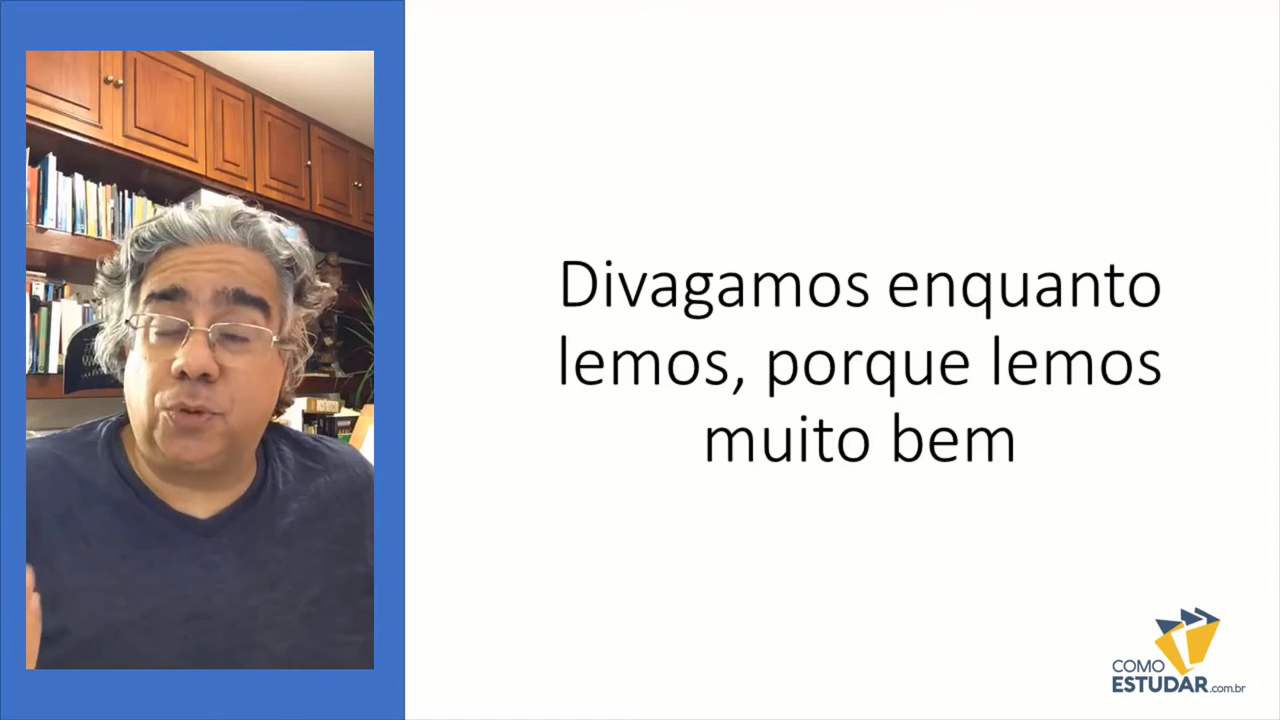 Divagamos enquanto
lemos, porque lemos
muito bem
COMO
ESTUDAR.com.br